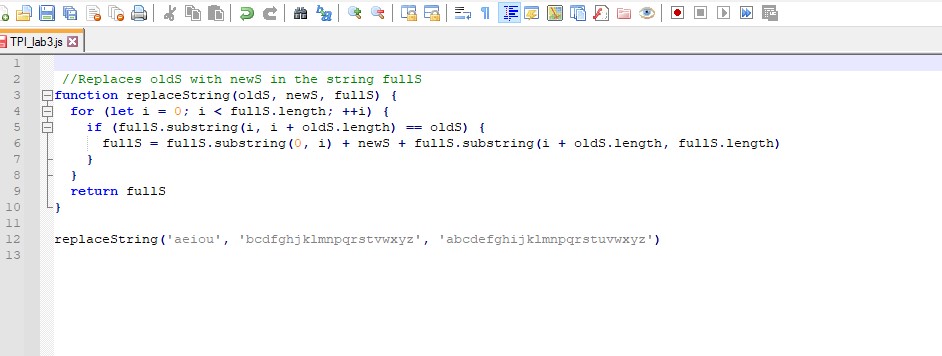 TPI_lab3.js
1
2 //Replaces oldS with newS in the string fullS
3 function replaceString(oldS, newS, fullS) {
4 for (let i = 0; i < fullS.length; ++i) {
5 if (fullS.substring(i, i + oldS.length) == oldS) {
6 fullS = fullS.substring(0, i) + newS + fullS.substring(i + oldS.length, fullS.length)
7 }
8 }
9 return fullS
10 }
11
12 replaceString('aeiou', 'bcdfghjklmnpqrstvwxyz', 'abcdefghijklmnpqrstuvwxyz')
13